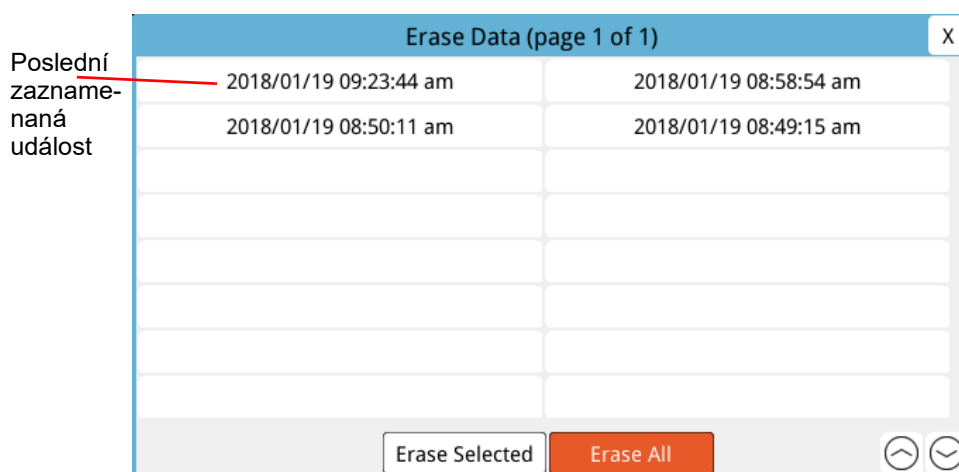 Erase Data (page 1 of 1)
X
Poslední
zazname-
naná
událost
2018/01/19 09:23:44 am
2018/01/19 08:58:54 am
2018/01/19 08:50:11 am
2018/01/19 08:49:15 am
Erase Selected
Erase All